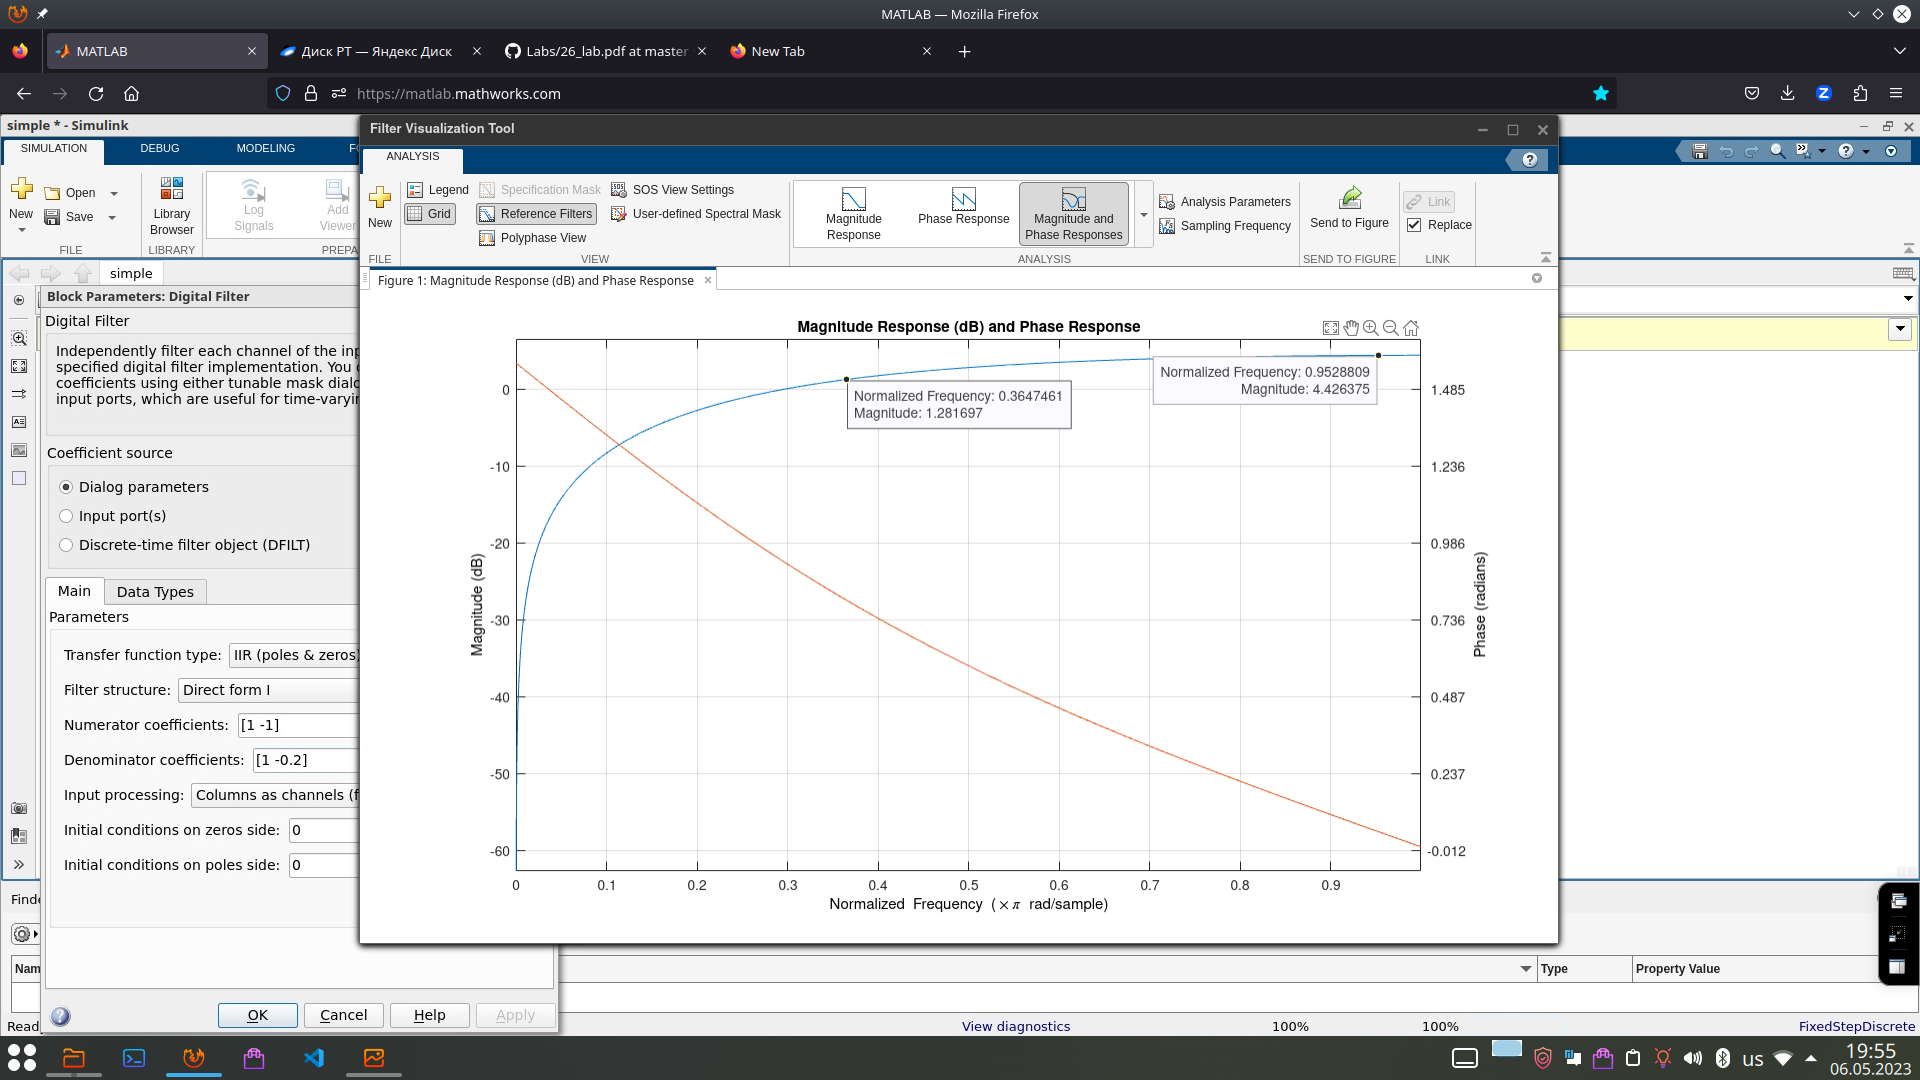 MATLAB — Mozilla Firefox
MATLAB
Диск РТ — Яндекс Диск
Labs/26_lab.pdf at master
New Tab
https://matlab.mathworks.com
simple * - Simulink
SIMULATION
DEBUG
MODELING
New
Open
Save
FILE
Library
Browser
LIBRARY
Log
Signals
Add
Viewer
PREPA
simple
Block Parameters: Digital Filter
Digital Filter
Independently filter each channel of the inp
specified digital filter implementation. You
coefficients using either tunable mask dialo
input ports, which are useful for time-varyin
Coefficient source
Dialog parameters
Input port(s)
Discrete-time filter object (DFILT)
Main
Data Types
Parameters
Transfer function type: IIR (poles & zeros)
Filter structure: Direct form I
Numerator coefficients: [1 -1]
Denominator coefficients: [1 -0.2]
Input processing: Columns as channels (f
Initial conditions on zeros side: 0
Initial conditions on poles side: 0
OK
Cancel
Help
Apply
Filter Visualization Tool
ANALYSIS
New
FILE
Legend
Grid
Specification Mask
Reference Filters
Polyphase View
SOS View Settings
User-defined Spectral Mask
VIEW
Magnitude
Response
Phase Response
Magnitude and
Phase Responses
Analysis Parameters
Sampling Frequency
ANALYSIS
Send to Figure
SEND TO FIGURE
Link
Replace
LINK
Figure 1: Magnitude Response (dB) and Phase Response
Magnitude Response (dB) and Phase Response
Normalized Frequency: 0.3647461
Magnitude: 1.281697
Normalized Frequency: 0.9528809
Magnitude: 4.426375
Magnitude (dB)
0
-10
-20
-30
-40
-50
-60
Phase (radians)
1.485
1.236
0.986
0.736
0.487
0.237
-0.012
0 0.1 0.2 0.3 0.4 0.5 0.6 0.7 0.8 0.9
Normalized Frequency (×π rad/sample)
Type
Property Value
View diagnostics
100%
100%
FixedStepDiscrete
us
19:55
06.05.2023